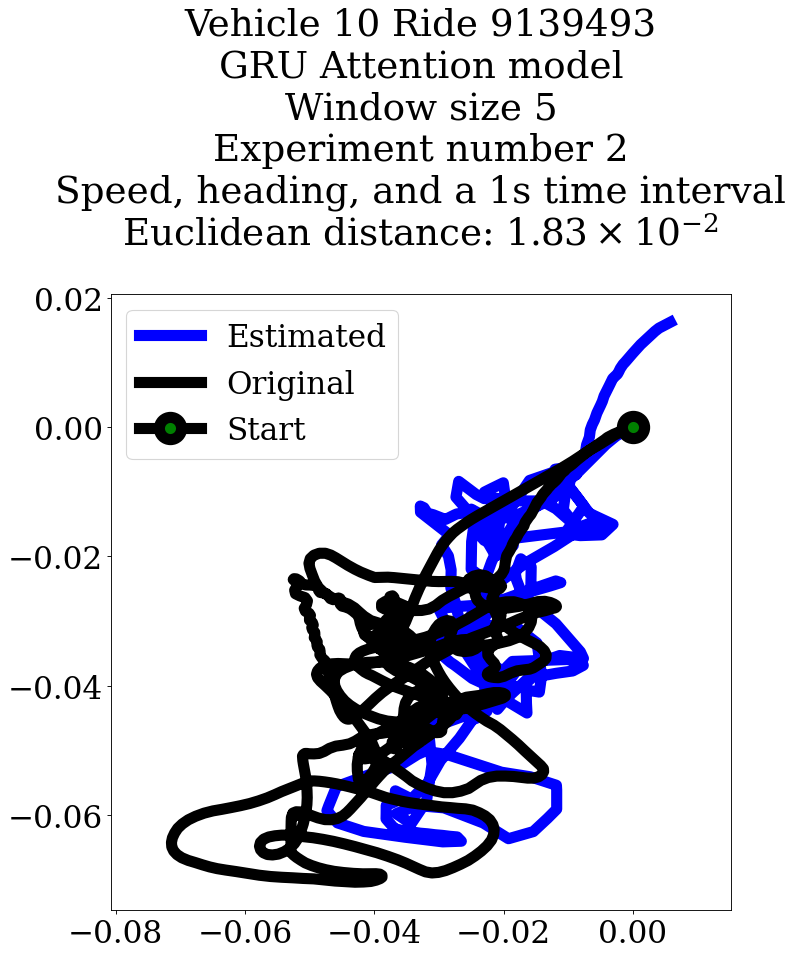 Vehicle 10 Ride 9139493
GRU Attention model
Window size 5
Experiment number 2
Speed, heading, and a 1s time interval
Euclidean distance: 1.83 × 10⁻²
Estimated
Original
Start
0.02
0.00
−0.02
−0.04
−0.06
−0.08 −0.06 −0.04 −0.02 0.00